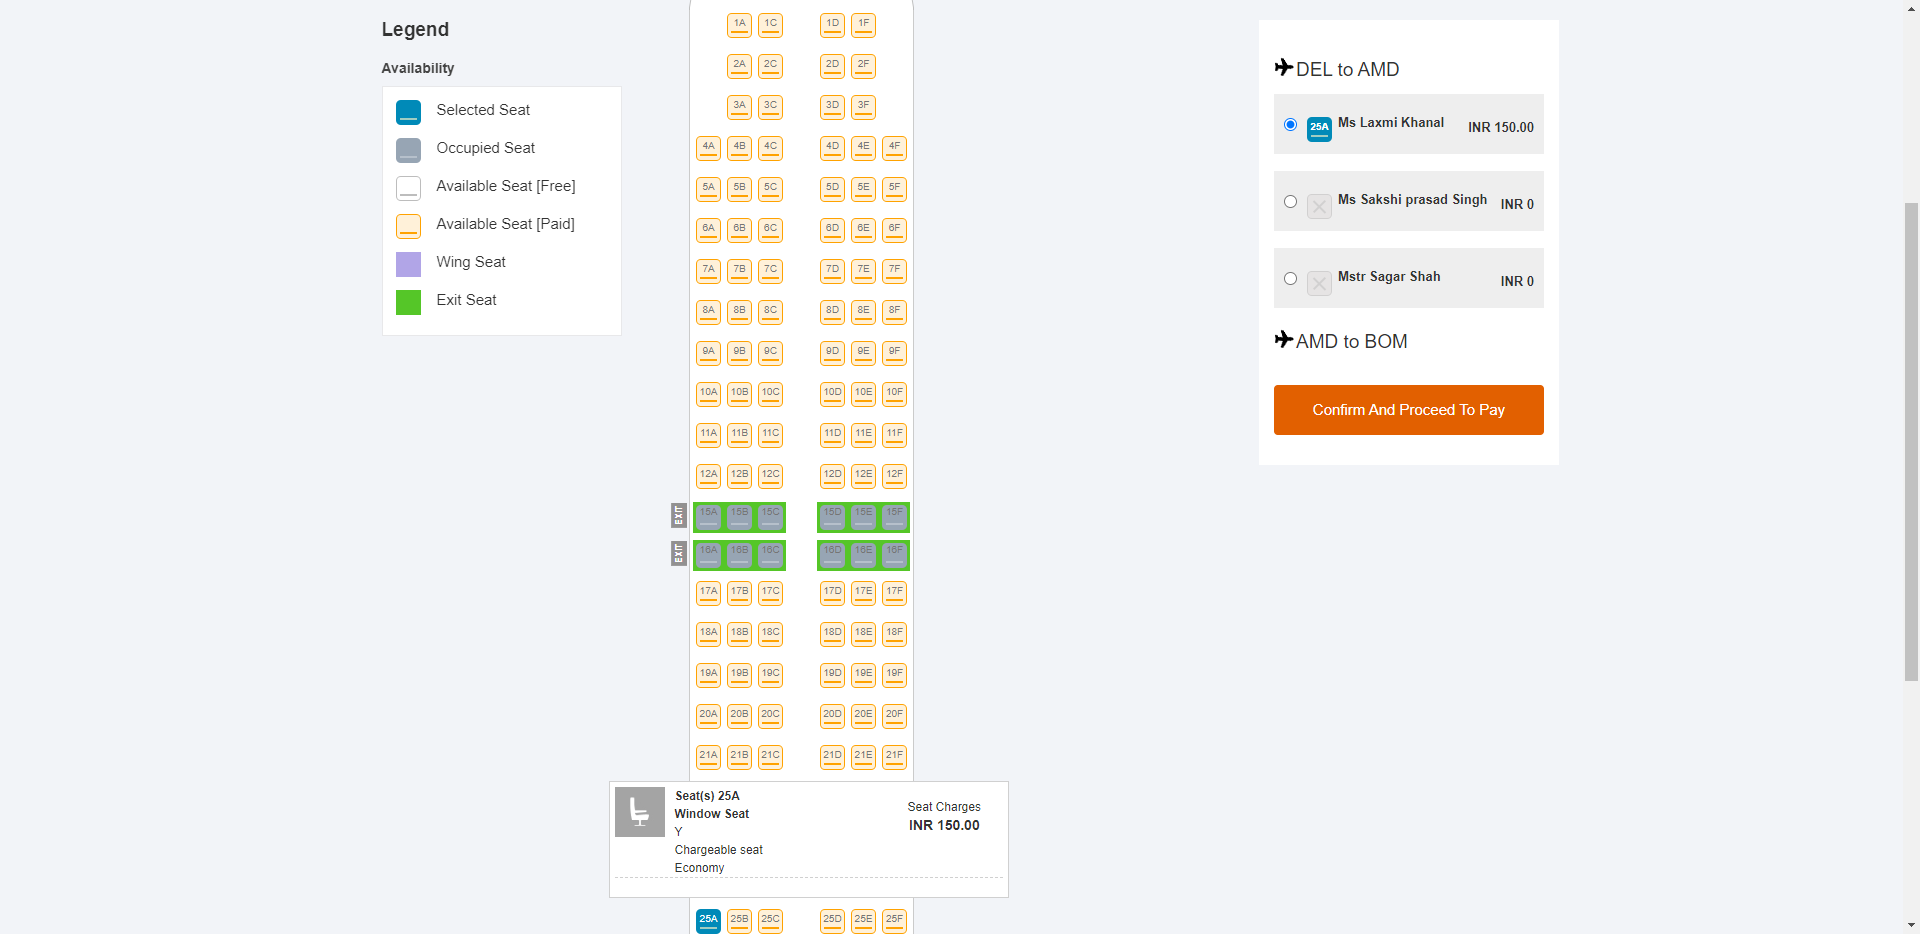 Legend
Availability
Selected Seat
Occupied Seat
Available Seat [Free]
Available Seat [Paid]
Wing Seat
Exit Seat
1A 1C 1D 1F
2A 2C 2D 2F
3A 3C 3D 3F
4A 4B 4C 4D 4E 4F
5A 5B 5C 5D 5E 5F
6A 6B 6C 6D 6E 6F
7A 7B 7C 7D 7E 7F
8A 8B 8C 8D 8E 8F
9A 9B 9C 9D 9E 9F
10A 10B 10C 10D 10E 10F
11A 11B 11C 11D 11E 11F
12A 12B 12C 12D 12E 12F
EXIT 15A 15B 15C 15D 15E 15F
EXIT 16A 16B 16C 16D 16E 16F
17A 17B 17C 17D 17E 17F
18A 18B 18C 18D 18E 18F
19A 19B 19C 19D 19E 19F
20A 20B 20C 20D 20E 20F
21A 21B 21C 21D 21E 21F
Seat(s) 25A
Window Seat
Y
Chargeable seat
Economy
Seat Charges
INR 150.00
25A 25B 25C 25D 25E 25F
DEL to AMD
25A Ms Laxmi Khanal INR 150.00
Ms Sakshi prasad Singh INR 0
Mstr Sagar Shah INR 0
AMD to BOM
Confirm And Proceed To Pay